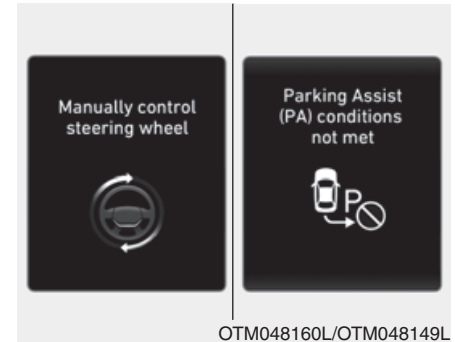 Manually control
steering wheel
Parking Assist
(PA) conditions
not met
P
OTM048160L/OTM048149L